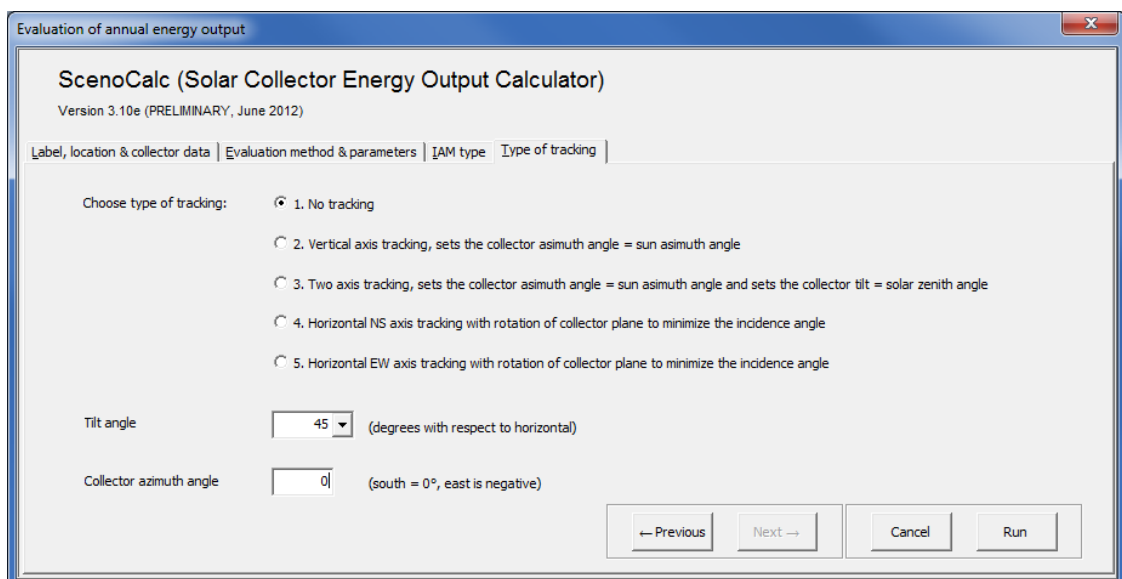 Evaluation of annual energy output
x
ScenoCalc (Solar Collector Energy Output Calculator)
Version 3.10e (PRELIMINARY, June 2012)
Label, location & collector data | Evaluation method & parameters | IAM type | Type of tracking
Choose type of tracking: 1. No tracking
2. Vertical axis tracking, sets the collector asimuth angle = sun asimuth angle
3. Two axis tracking, sets the collector asimuth angle = sun asimuth angle and sets the collector tilt = solar zenith angle
4. Horizontal NS axis tracking with rotation of collector plane to minimize the incidence angle
5. Horizontal EW axis tracking with rotation of collector plane to minimize the incidence angle
Tilt angle 45 (degrees with respect to horizontal)
Collector azimuth angle 0 (south = 0°, east is negative)
← Previous Next → Cancel Run